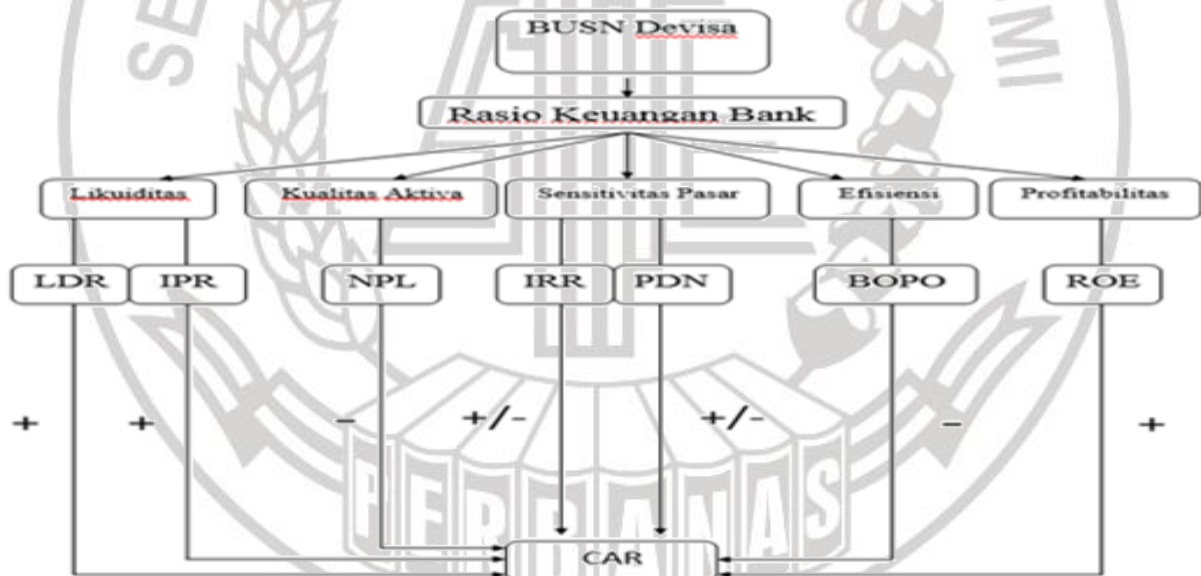 BUSN Devisa
Rasio Keuangan Bank
Likuiditas Kualitas Aktiva Sensitivitas Pasar Efisiensi Profitabilitas
LDR IPR NPL IRR PDN BOPO ROE
+ + - +/- +/- - +
PERBANAS
CAR